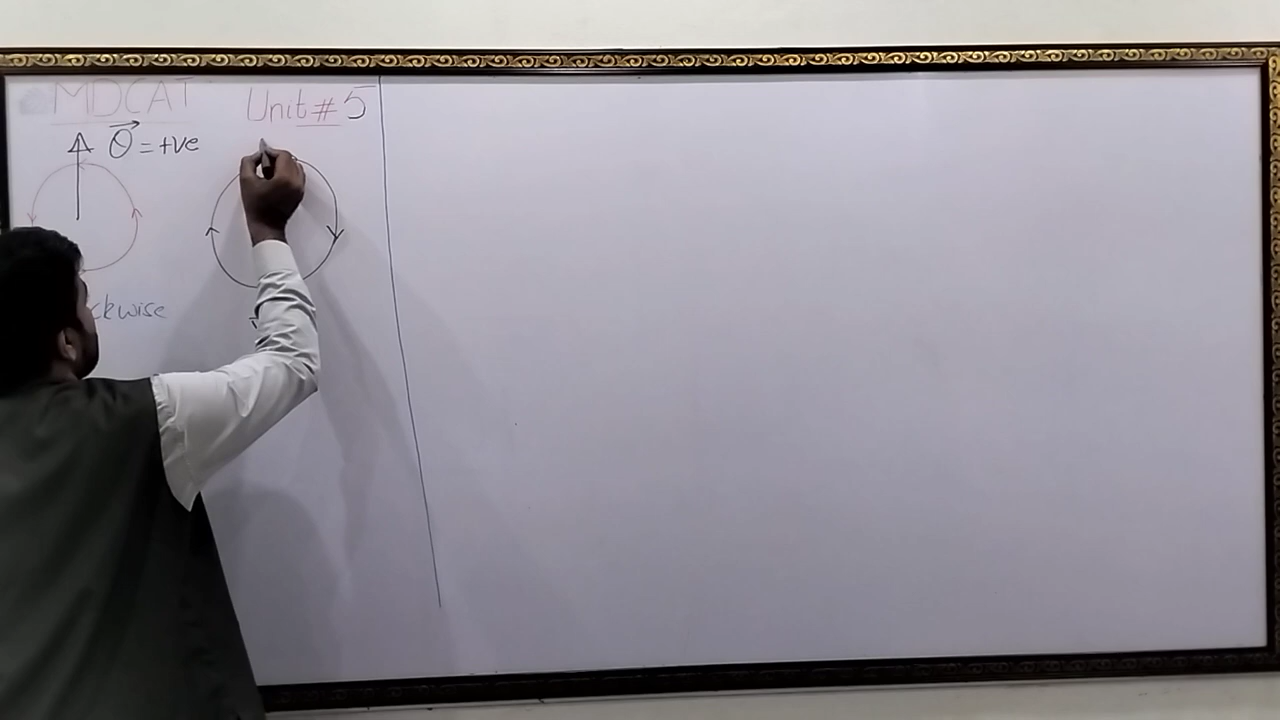 MDCAT Unit # 5
θ⃗ = +ve
ckwise